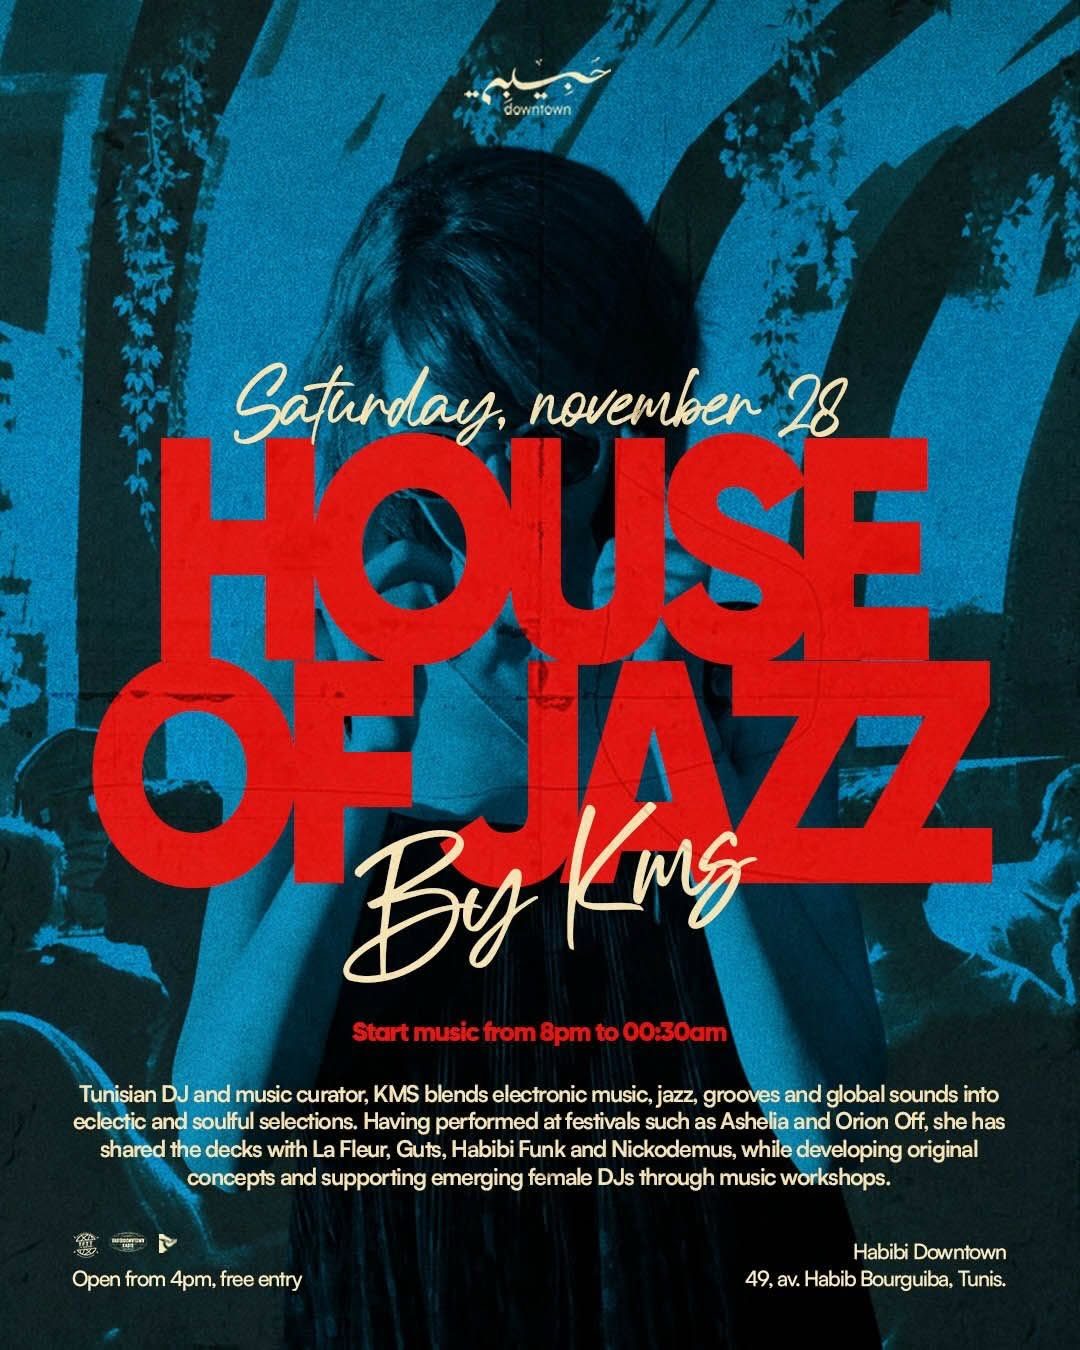 حبيبي
downtown
Saturday, november 28
HOUSE
OF JAZZ
By Kms
Start music from 8pm to 00:30am
Tunisian DJ and music curator, KMS blends electronic music, jazz, grooves and global sounds into
eclectic and soulful selections. Having performed at festivals such as Ashelia and Orion Off, she has
shared the decks with La Fleur, Guts, Habibi Funk and Nickodemus, while developing original
concepts and supporting emerging female DJs through music workshops.
Open from 4pm, free entry
Habibi Downtown
49, av. Habib Bourguiba, Tunis.